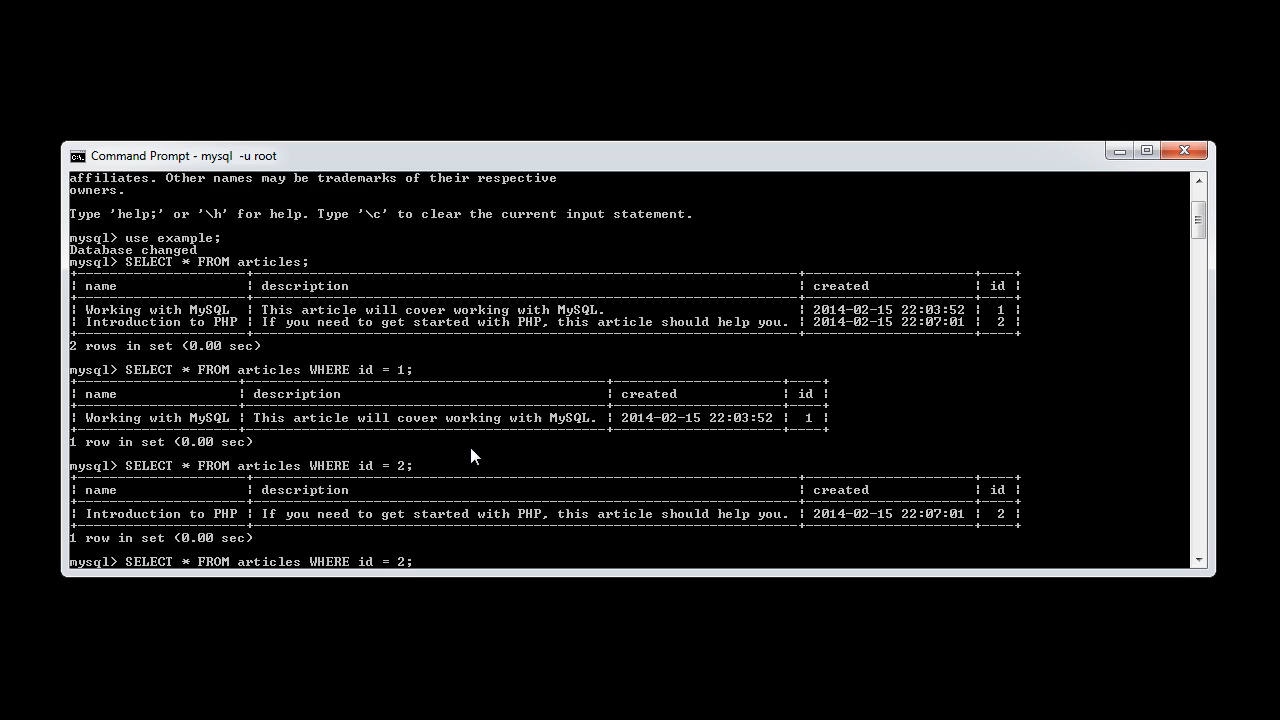 Command Prompt - mysql  -u root
affiliates. Other names may be trademarks of their respective
owners.
Type 'help;' or '\h' for help. Type '\c' to clear the current input statement.
mysql> use example;
Database changed
mysql> SELECT * FROM articles;
+--------------------+------------------------------------------------------------------+---------------------+----+
| name               | description                                                      | created             | id |
+--------------------+------------------------------------------------------------------+---------------------+----+
| Working with MySQL | This article will cover working with MySQL.                      | 2014-02-15 22:03:52 |  1 |
| Introduction to PHP | If you need to get started with PHP, this article should help you. | 2014-02-15 22:07:01 |  2 |
+--------------------+------------------------------------------------------------------+---------------------+----+
2 rows in set (0.00 sec)
mysql> SELECT * FROM articles WHERE id = 1;
+--------------------+---------------------------------------------+---------------------+----+
| name               | description                                 | created             | id |
+--------------------+---------------------------------------------+---------------------+----+
| Working with MySQL | This article will cover working with MySQL. | 2014-02-15 22:03:52 |  1 |
+--------------------+---------------------------------------------+---------------------+----+
1 row in set (0.00 sec)
mysql> SELECT * FROM articles WHERE id = 2;
+---------------------+--------------------------------------------------------------------+---------------------+----+
| name                | description                                                        | created             | id |
+---------------------+--------------------------------------------------------------------+---------------------+----+
| Introduction to PHP | If you need to get started with PHP, this article should help you. | 2014-02-15 22:07:01 |  2 |
+---------------------+--------------------------------------------------------------------+---------------------+----+
1 row in set (0.00 sec)
mysql> SELECT * FROM articles WHERE id = 2;